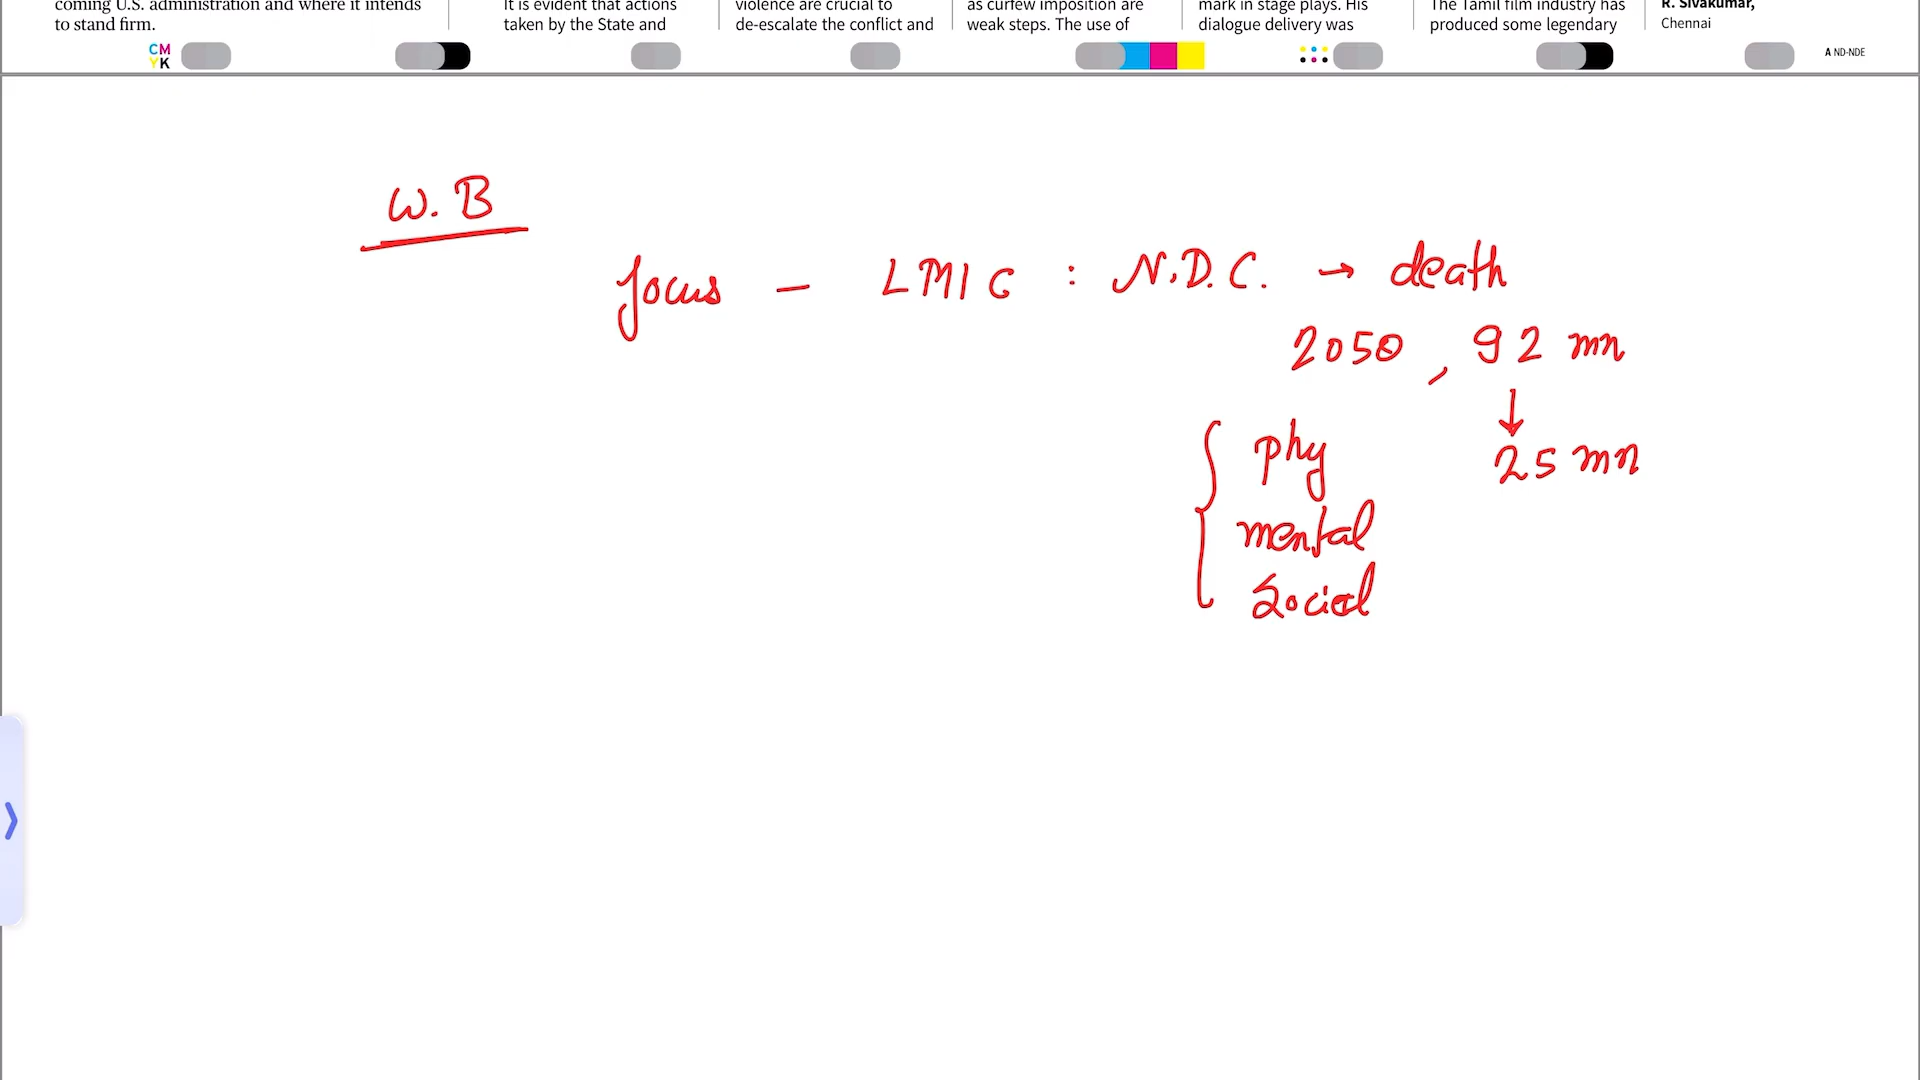 coming U.S. administration and where it intends
to stand firm.
It is evident that actions
taken by the State and
violence are crucial to
de-escalate the conflict and
as curfew imposition are
weak steps. The use of
mark in stage plays. His
dialogue delivery was
The Tamil film industry has
produced some legendary
R. Sivakumar,
Chennai
CM
YK
A ND-NDE
W.B
focus - LMIC : N.D.C. → death
2050 , 92 mn
↓
{ phy 25 mn
mental
Social